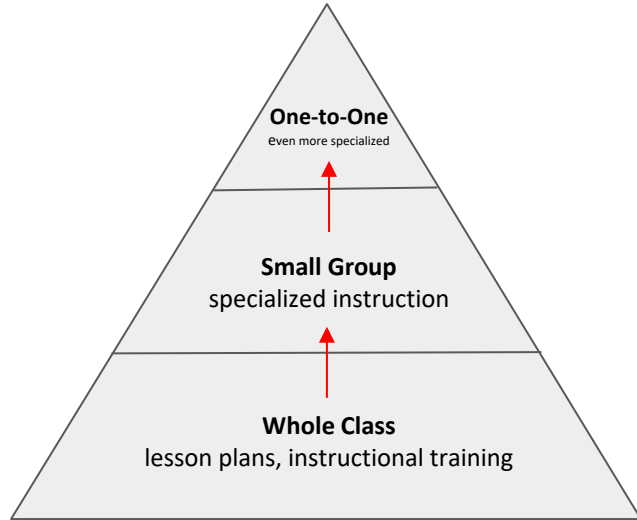 One-to-One
even more specialized
Small Group
specialized instruction
Whole Class
lesson plans, instructional training